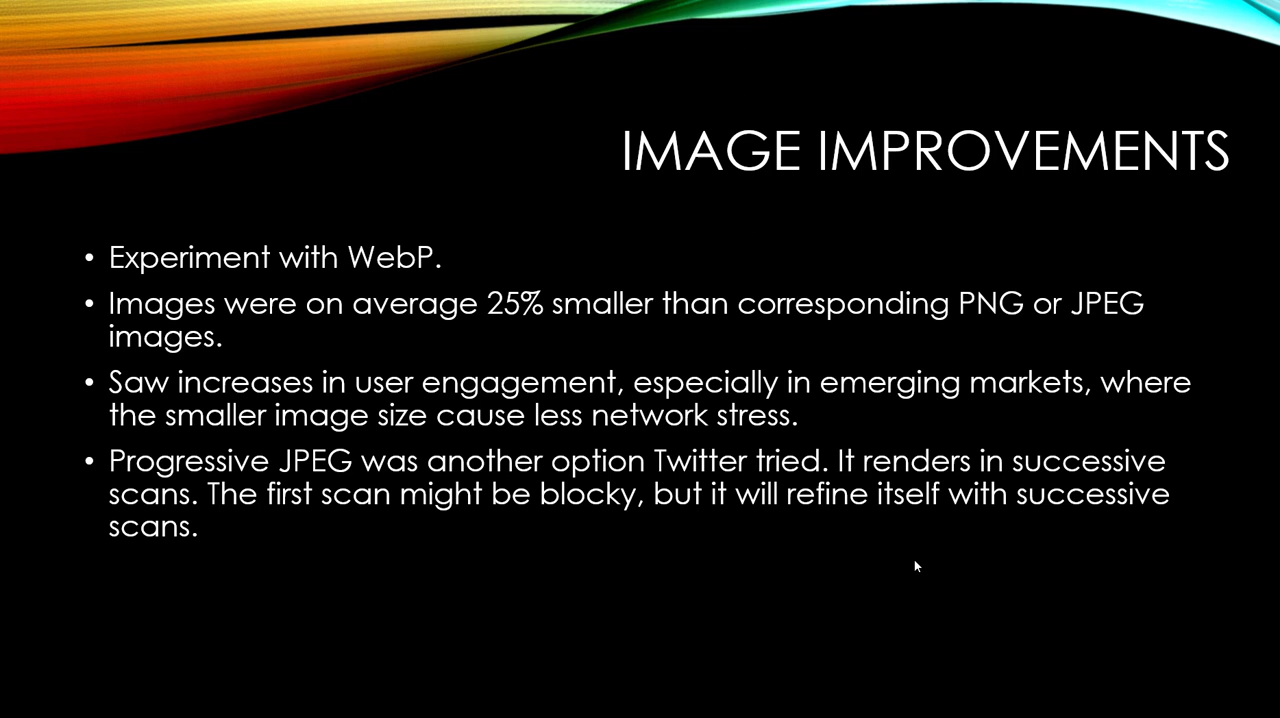 IMAGE IMPROVEMENTS
• Experiment with WebP.
• Images were on average 25% smaller than corresponding PNG or JPEG
images.
• Saw increases in user engagement, especially in emerging markets, where
the smaller image size cause less network stress.
• Progressive JPEG was another option Twitter tried. It renders in successive
scans. The first scan might be blocky, but it will refine itself with successive
scans.